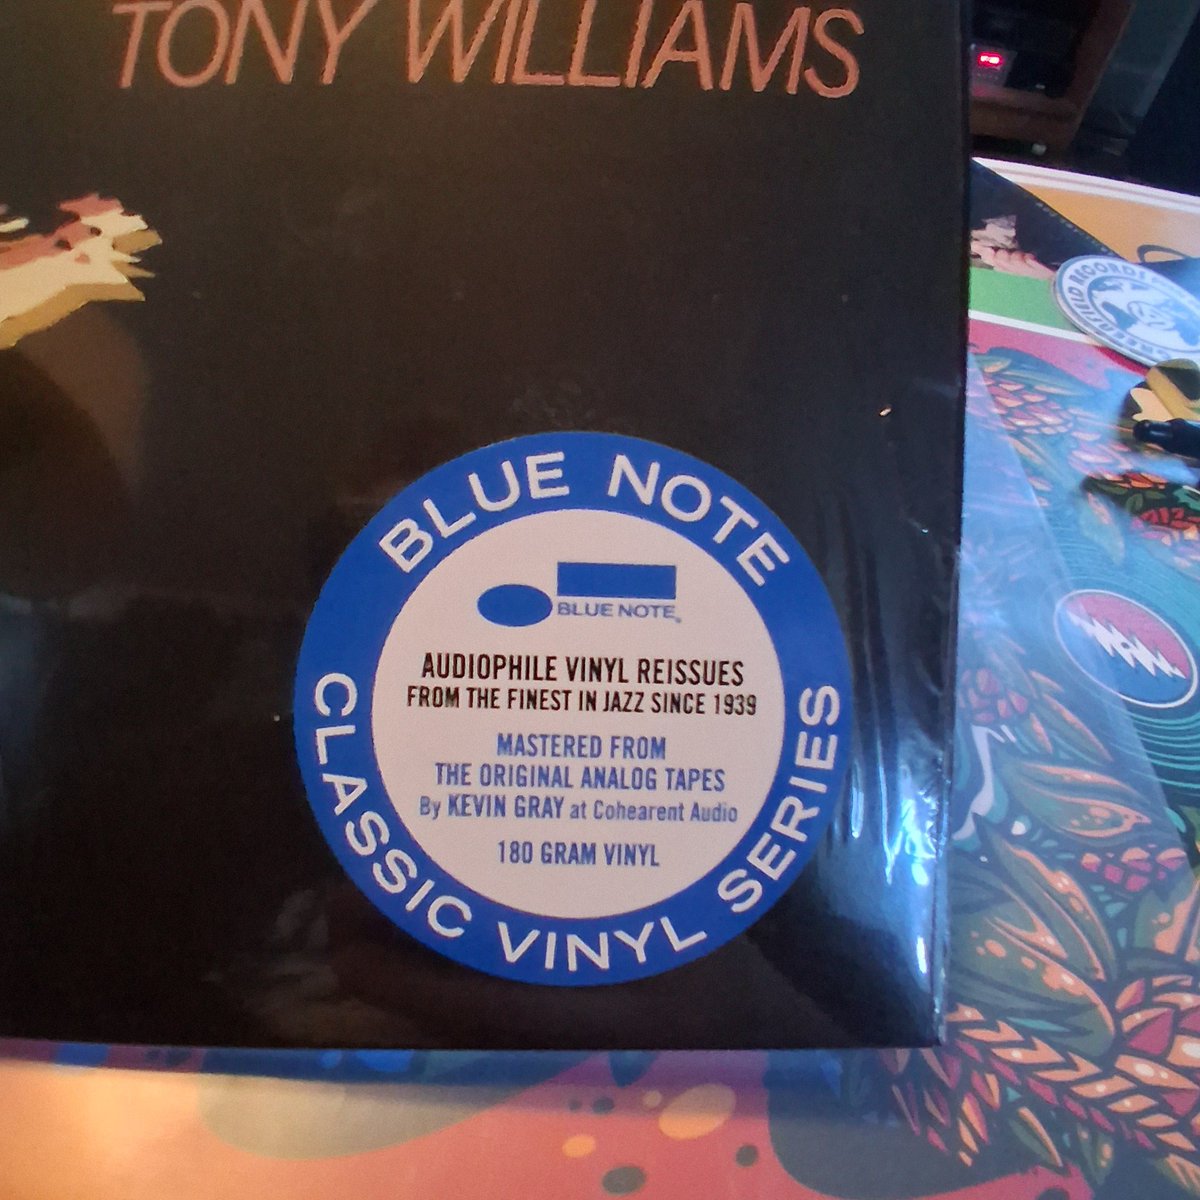 TONY WILLIAMS
BLUE NOTE
BLUE NOTE
AUDIOPHILE VINYL REISSUES
FROM THE FINEST IN JAZZ SINCE 1939
MASTERED FROM
THE ORIGINAL ANALOG TAPES
By KEVIN GRAY at Cohearent Audio
180 GRAM VINYL
CLASSIC VINYL SERIES
RECORDS